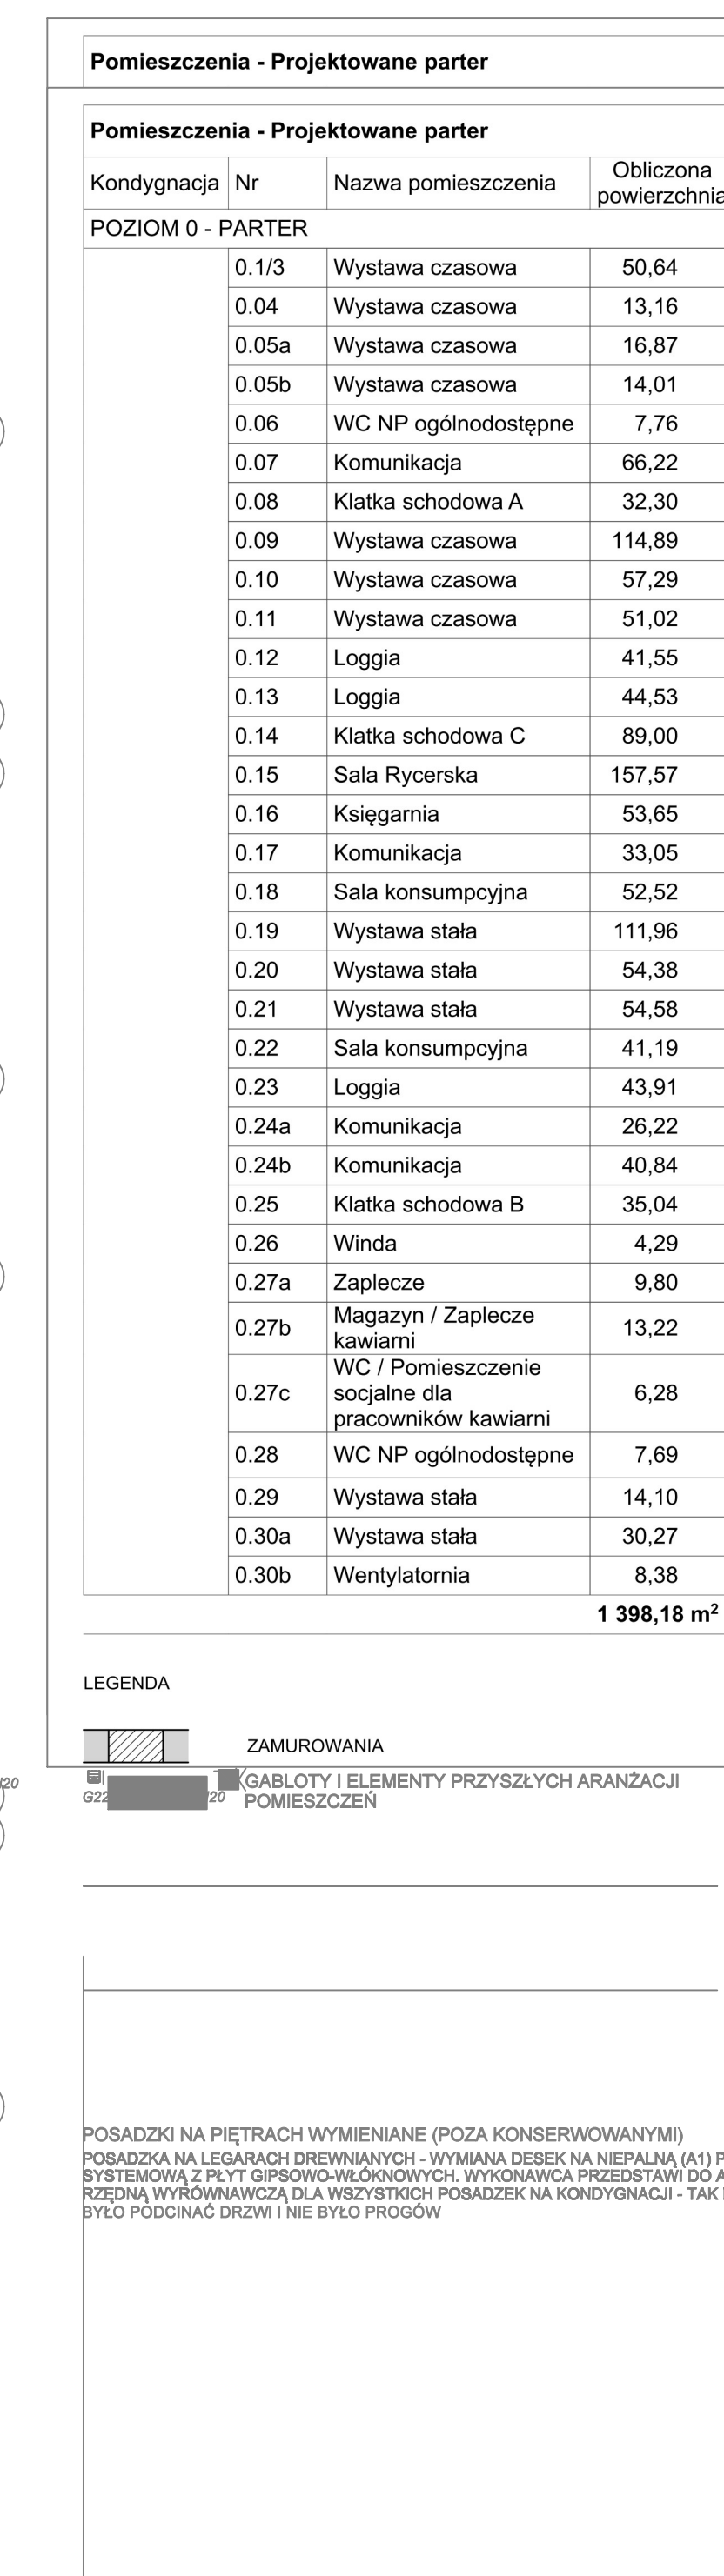 Pomieszczenia - Projektowane parter
Pomieszczenia - Projektowane parter
Kondygnacja Nr Nazwa pomieszczenia Obliczona powierzchnia
POZIOM 0 - PARTER
0.1/3 Wystawa czasowa 50,64
0.04 Wystawa czasowa 13,16
0.05a Wystawa czasowa 16,87
0.05b Wystawa czasowa 14,01
0.06 WC NP ogólnodostępne 7,76
0.07 Komunikacja 66,22
0.08 Klatka schodowa A 32,30
0.09 Wystawa czasowa 114,89
0.10 Wystawa czasowa 57,29
0.11 Wystawa czasowa 51,02
0.12 Loggia 41,55
0.13 Loggia 44,53
0.14 Klatka schodowa C 89,00
0.15 Sala Rycerska 157,57
0.16 Księgarnia 53,65
0.17 Komunikacja 33,05
0.18 Sala konsumpcyjna 52,52
0.19 Wystawa stała 111,96
0.20 Wystawa stała 54,38
0.21 Wystawa stała 54,58
0.22 Sala konsumpcyjna 41,19
0.23 Loggia 43,91
0.24a Komunikacja 26,22
0.24b Komunikacja 40,84
0.25 Klatka schodowa B 35,04
0.26 Winda 4,29
0.27a Zaplecze 9,80
0.27b Magazyn / Zaplecze kawiarni 13,22
0.27c WC / Pomieszczenie socjalne dla pracowników kawiarni 6,28
0.28 WC NP ogólnodostępne 7,69
0.29 Wystawa stała 14,10
0.30a Wystawa stała 30,27
0.30b Wentylatornia 8,38
1 398,18 m²
LEGENDA
ZAMUROWANIA
GABLOTY I ELEMENTY PRZYSZŁYCH ARANŻACJI
POMIESZCZEŃ
POSADZKI NA PIĘTRACH WYMIENIANE (POZA KONSERWOWANYMI)
POSADZKA NA LEGARACH DREWNIANYCH - WYMIANA DESEK NA NIEPALNĄ (A1) P
SYSTEMOWĄ Z PŁYT GIPSOWO-WŁÓKNOWYCH. WYKONAWCA PRZEDSTAWI DO A
RZĘDNĄ WYRÓWNAWCZĄ DLA WSZYSTKICH POSADZEK NA KONDYGNACJI - TAK
BYŁO PODCINAĆ DRZWI I NIE BYŁO PROGÓW